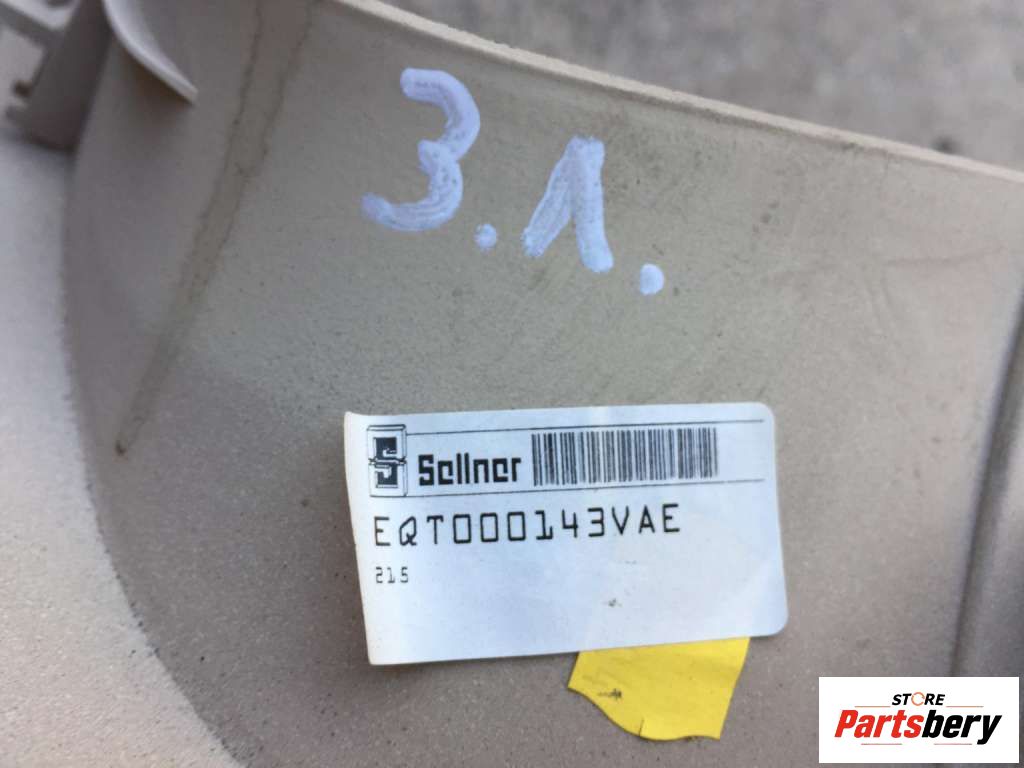 3.1.
Sellner
EQT000143VAE
215
STORE
Partsbery